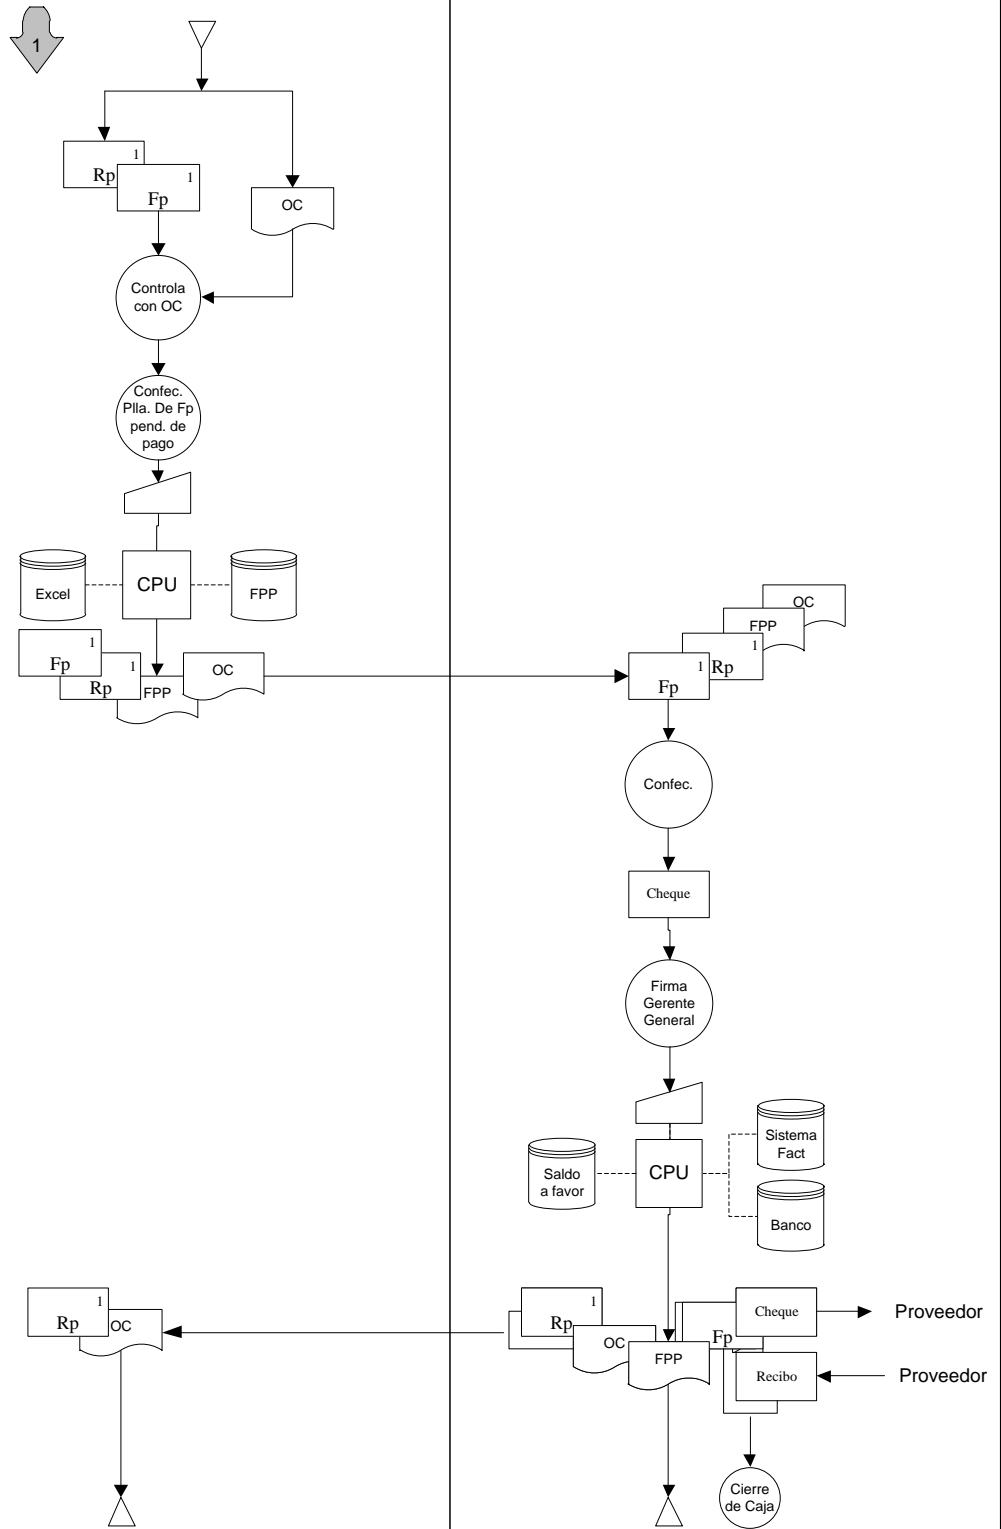 1
1
Rp
1
Fp
OC
Controla
con OC
Confec.
Plla. De Fp
pend. de
pago
Excel
CPU
FPP
1
Fp
1
Rp
FPP
OC
OC
FPP
1
Rp
1
Fp
Confec.
Cheque
Firma
Gerente
General
Saldo
a favor
CPU
Sistema
Fact
Banco
1
Rp
OC
1
Rp
OC
FPP
Fp
Cheque
Proveedor
Recibo
Proveedor
Cierre
de Caja